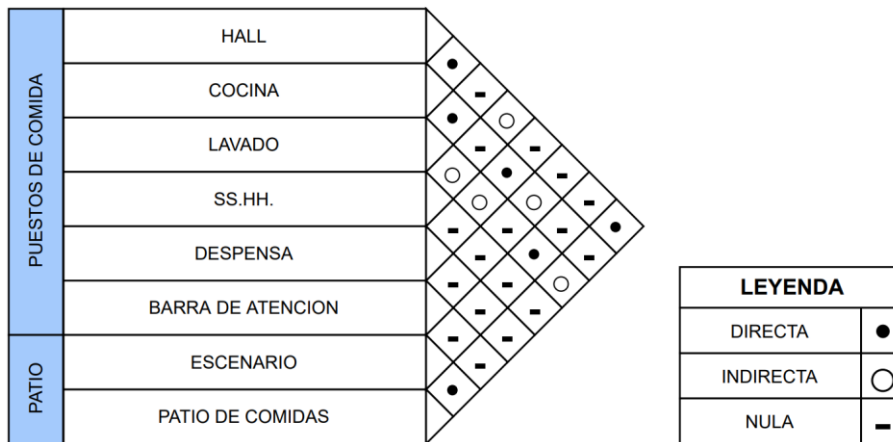 PUESTOS DE COMIDA
HALL
COCINA
LAVADO
SS.HH.
DESPENSA
BARRA DE ATENCION
PATIO
ESCENARIO
PATIO DE COMIDAS
LEYENDA
DIRECTA
INDIRECTA
NULA